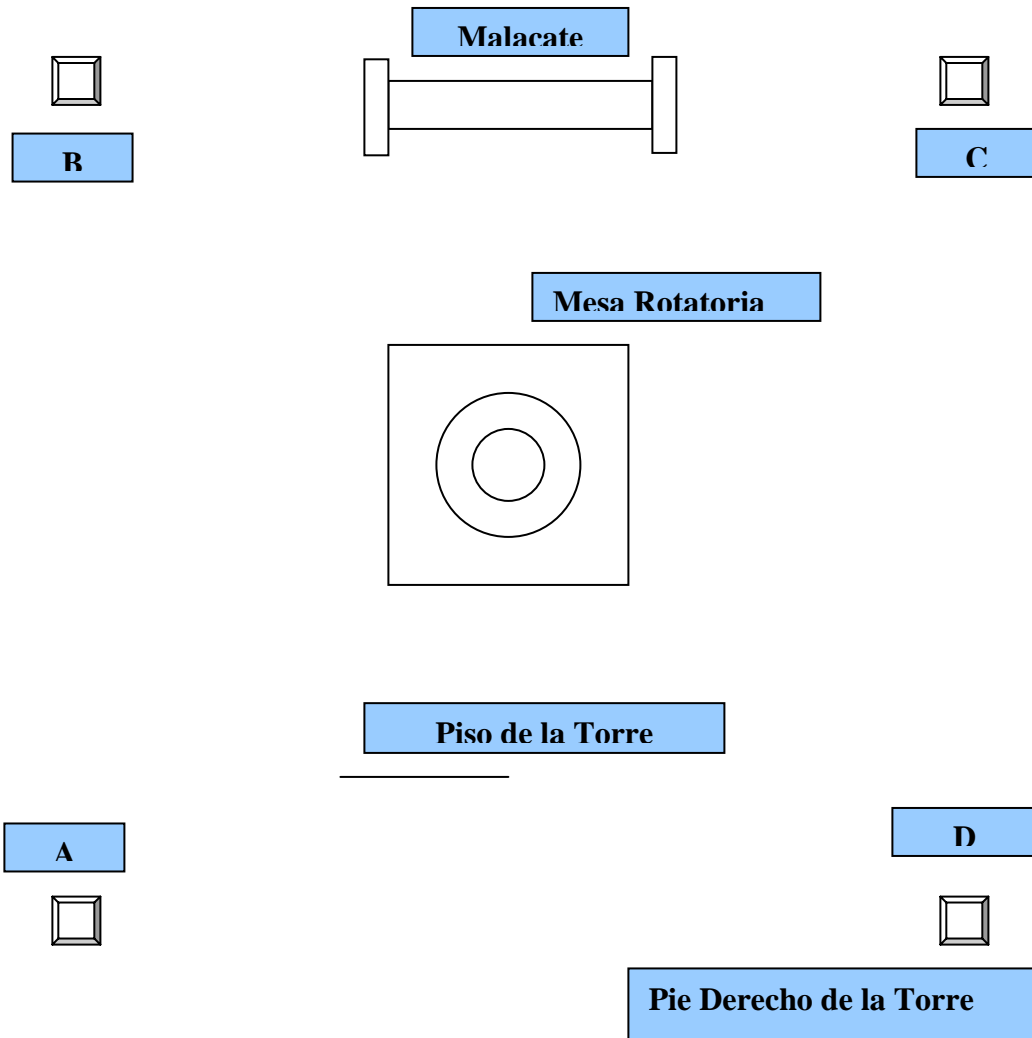 Malacate
B
C
Mesa Rotatoria
Piso de la Torre
A
D
Pie Derecho de la Torre